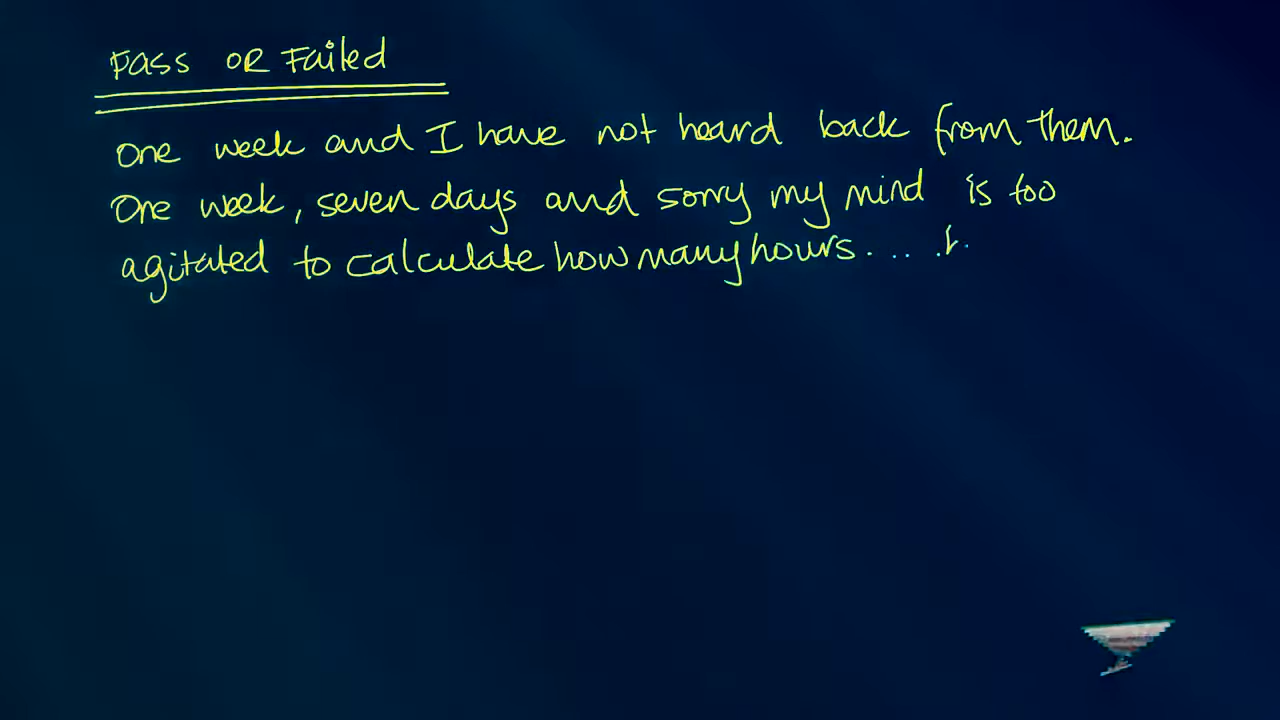 Pass or Failed
One week and I have not heard back from them.
One week, seven days and sorry my mind is too
agitated to calculate how many hours. ...